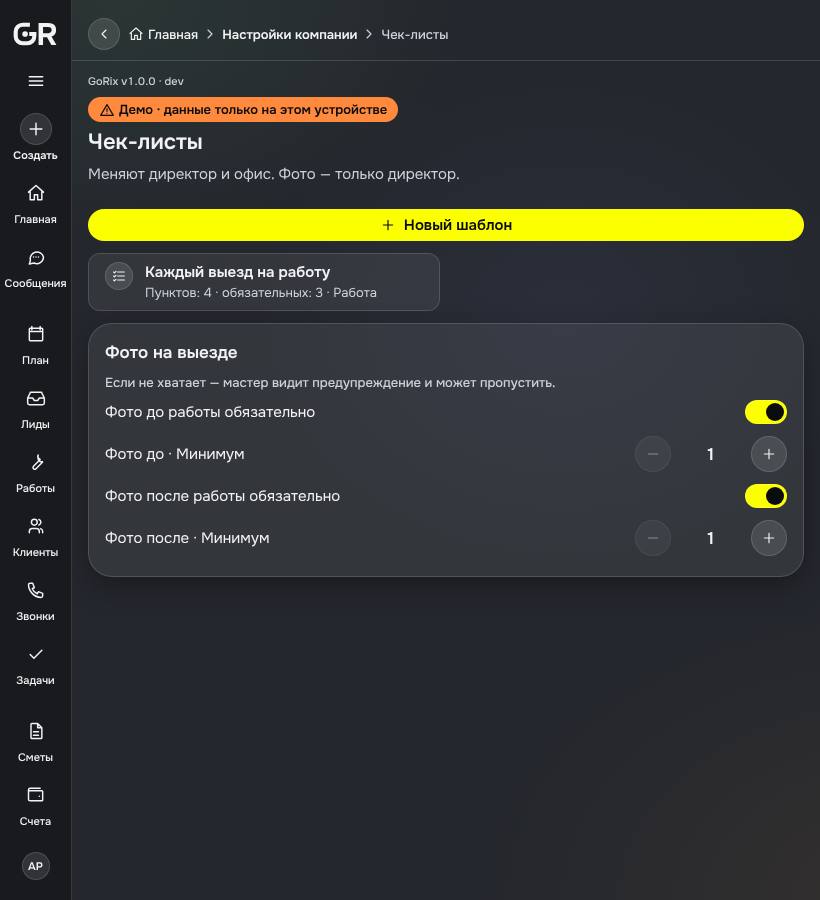 GR
Главная
Настройки компании
Чек-листы
GoRix v1.0.0 · dev
Демо · данные только на этом устройстве
Чек-листы
Меняют директор и офис. Фото — только директор.
+ Новый шаблон
Каждый выезд на работу
Пунктов: 4 · обязательных: 3 · Работа
Фото на выезде
Если не хватает — мастер видит предупреждение и может пропустить.
Фото до работы обязательно
Фото до · Минимум
1
Фото после работы обязательно
Фото после · Минимум
1
Создать
Главная
Сообщения
План
Лиды
Работы
Клиенты
Звонки
Задачи
Сметы
Счета
AP